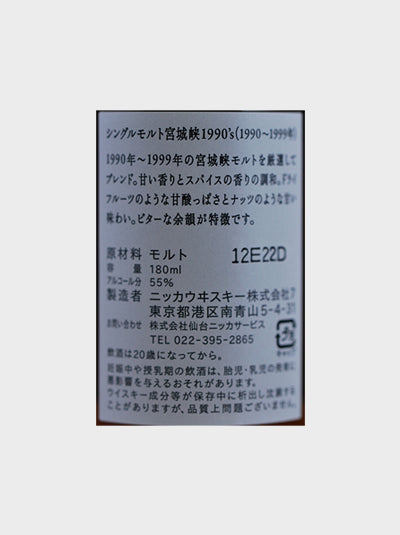 シングルモルト宮城峡1990's(1990〜1999年)
1990年〜1999年の宮城峡モルトを厳選して
ブレンド。甘い香りとスパイスの香りの調和。ドライ
フルーツのような甘酸っぱさとナッツのような甘い
味わい。ビターな余韻が特徴です。
原材料 モルト 12E22D
容量 180ml
アルコール分 55%
製造者 ニッカウヰスキー株式会社
東京都港区南青山5-4-31
お問い合わせ 株式会社仙台ニッカサービス
TEL 022-395-2865
飲酒は20歳になってから。
妊娠中や授乳期の飲酒は、胎児・乳児の発育に
悪影響を与えるおそれがあります。
ウイスキー成分等が保存中に析出し沈澱する
ことがありますが、品質上問題ございません。